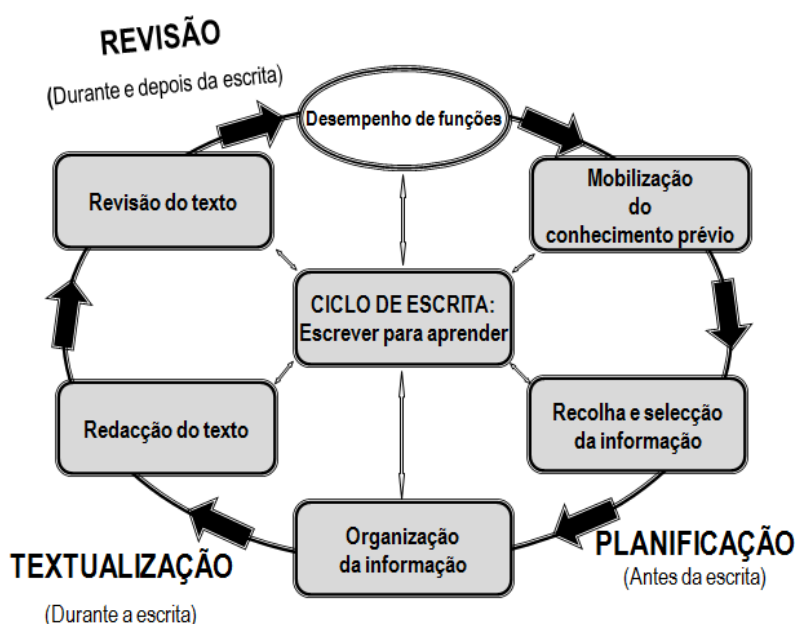 REVISÃO
(Durante e depois da escrita)
Desempenho de funções
Revisão do texto
Mobilização
do
conhecimento prévio
CICLO DE ESCRITA:
Escrever para aprender
Redacção do texto
Recolha e selecção
da informação
Organização
da informação
PLANIFICAÇÃO
(Antes da escrita)
TEXTUALIZAÇÃO
(Durante a escrita)